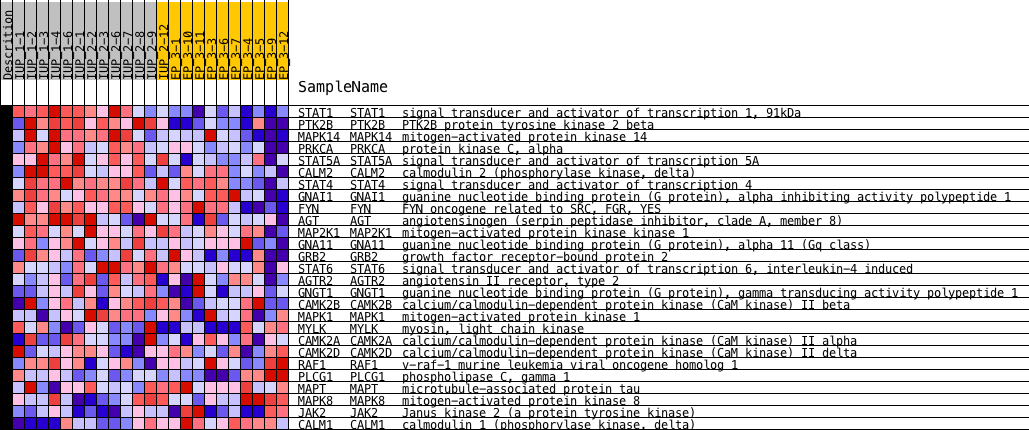 Descrition
IUP_1-1
IUP_1-2
IUP_1-3
IUP_1-6
IUP_2-1
IUP_2-2
IUP_2-3
IUP_2-6
IUP_2-7
IUP_2-8
IUP_2-9
IUP_2-12
EP_3-1
EP_3-10
EP_3-11
EP_3-3
EP_3-6
EP_3-7
EP_3-4
EP_3-5
EP_3-9
EP_3-12
SampleName
STAT1 STAT1 signal transducer and activator of transcription 1, 91kDa
PTK2B PTK2B PTK2B protein tyrosine kinase 2 beta
MAPK14 MAPK14 mitogen-activated protein kinase 14
PRKCA PRKCA protein kinase C, alpha
STAT5A STAT5A signal transducer and activator of transcription 5A
CALM2 CALM2 calmodulin 2 (phosphorylase kinase, delta)
STAT4 STAT4 signal transducer and activator of transcription 4
GNAI1 GNAI1 guanine nucleotide binding protein (G protein), alpha inhibiting activity polypeptide 1
FYN FYN FYN oncogene related to SRC, FGR, YES
AGT AGT angiotensinogen (serpin peptidase inhibitor, clade A, member 8)
MAP2K1 MAP2K1 mitogen-activated protein kinase kinase 1
GNA11 GNA11 guanine nucleotide binding protein (G protein), alpha 11 (Gq class)
GRB2 GRB2 growth factor receptor-bound protein 2
STAT6 STAT6 signal transducer and activator of transcription 6, interleukin-4 induced
AGTR2 AGTR2 angiotensin II receptor, type 2
GNGT1 GNGT1 guanine nucleotide binding protein (G protein), gamma transducing activity polypeptide 1
CAMK2B CAMK2B calcium/calmodulin-dependent protein kinase (CaM kinase) II beta
MAPK1 MAPK1 mitogen-activated protein kinase 1
MYLK MYLK myosin, light chain kinase
CAMK2A CAMK2A calcium/calmodulin-dependent protein kinase (CaM kinase) II alpha
CAMK2D CAMK2D calcium/calmodulin-dependent protein kinase (CaM kinase) II delta
RAF1 RAF1 v-raf-1 murine leukemia viral oncogene homolog 1
PLCG1 PLCG1 phospholipase C, gamma 1
MAPT MAPT microtubule-associated protein tau
MAPK8 MAPK8 mitogen-activated protein kinase 8
JAK2 JAK2 Janus kinase 2 (a protein tyrosine kinase)
CALM1 CALM1 calmodulin 1 (phosphorylase kinase, delta)